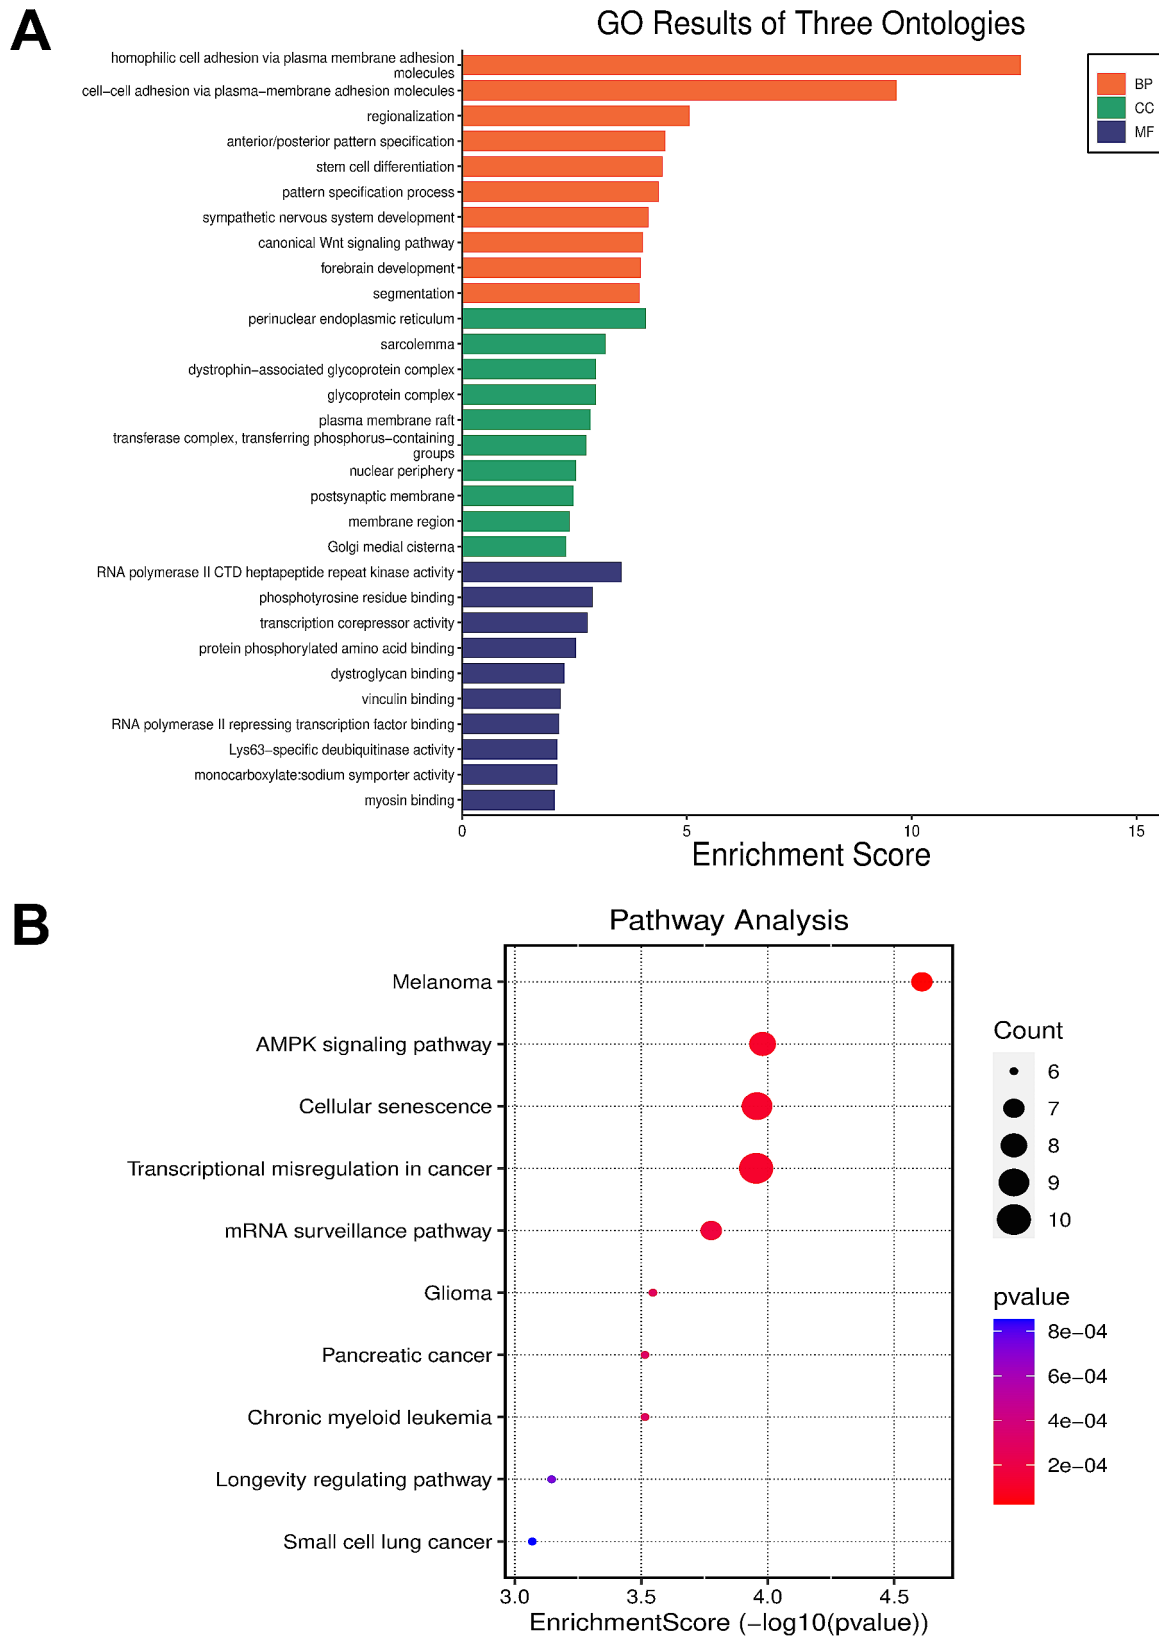 A
GO Results of Three Ontologies
homophilic cell adhesion via plasma membrane adhesion
molecules
cell−cell adhesion via plasma−membrane adhesion molecules
regionalization
anterior/posterior pattern specification
stem cell differentiation
pattern specification process
sympathetic nervous system development
canonical Wnt signaling pathway
forebrain development
segmentation
perinuclear endoplasmic reticulum
sarcolemma
dystrophin−associated glycoprotein complex
glycoprotein complex
plasma membrane raft
transferase complex, transferring phosphorus−containing
groups
nuclear periphery
postsynaptic membrane
membrane region
Golgi medial cisterna
RNA polymerase II CTD heptapeptide repeat kinase activity
phosphotyrosine residue binding
transcription corepressor activity
protein phosphorylated amino acid binding
dystroglycan binding
vinculin binding
RNA polymerase II repressing transcription factor binding
Lys63−specific deubiquitinase activity
monocarboxylate:sodium symporter activity
myosin binding
BP
CC
MF
0 5 10 15
Enrichment Score
B
Pathway Analysis
Melanoma
AMPK signaling pathway
Cellular senescence
Transcriptional misregulation in cancer
mRNA surveillance pathway
Glioma
Pancreatic cancer
Chronic myeloid leukemia
Longevity regulating pathway
Small cell lung cancer
3.0 3.5 4.0 4.5
EnrichmentScore (−log10(pvalue))
Count
6
7
8
9
10
pvalue
8e−04
6e−04
4e−04
2e−04